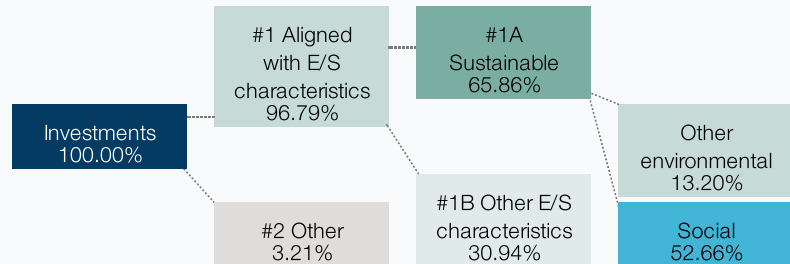 #1 Aligned
with E/S
characteristics
96.79%
#1A
Sustainable
65.86%
Investments
100.00%
Other
environmental
13.20%
#2 Other
3.21%
#1B Other E/S
characteristics
30.94%
Social
52.66%